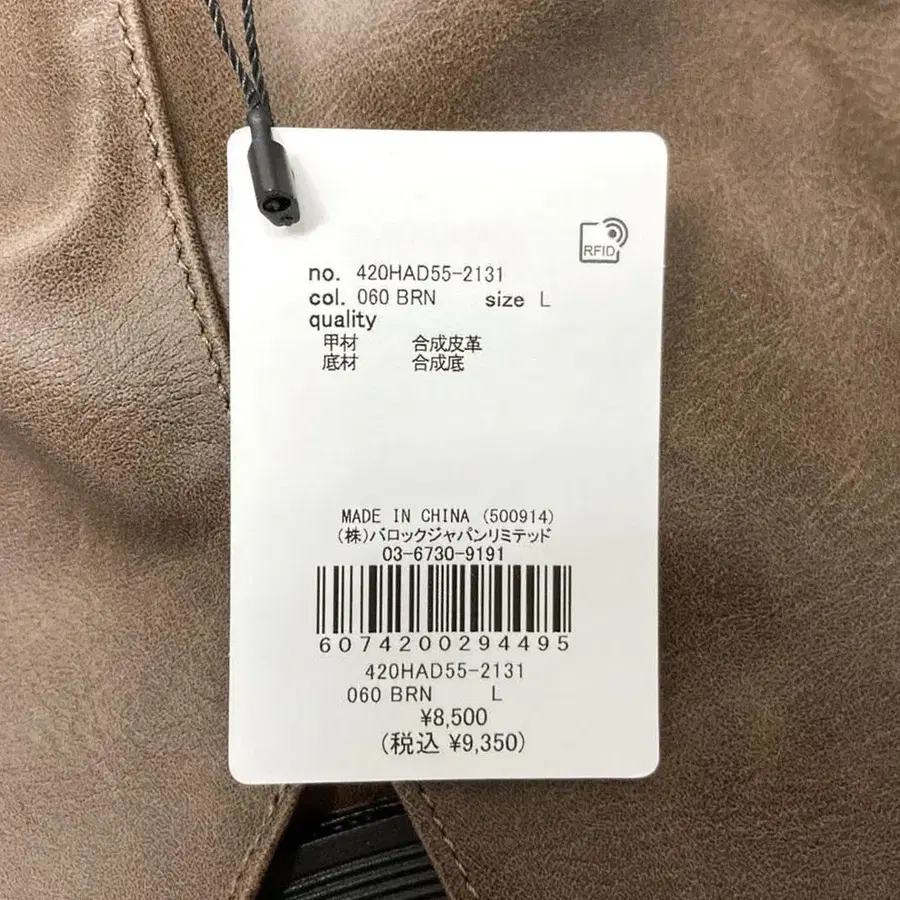 RFID
no. 420HAD55-2131
col. 060 BRN size L
quality
甲材 合成皮革
底材 合成底
MADE IN CHINA (500914)
(株)バロックジャパンリミテッド
03-6730-9191
6074200294495
420HAD55-2131
060 BRN L
¥8,500
(税込 ¥9,350)